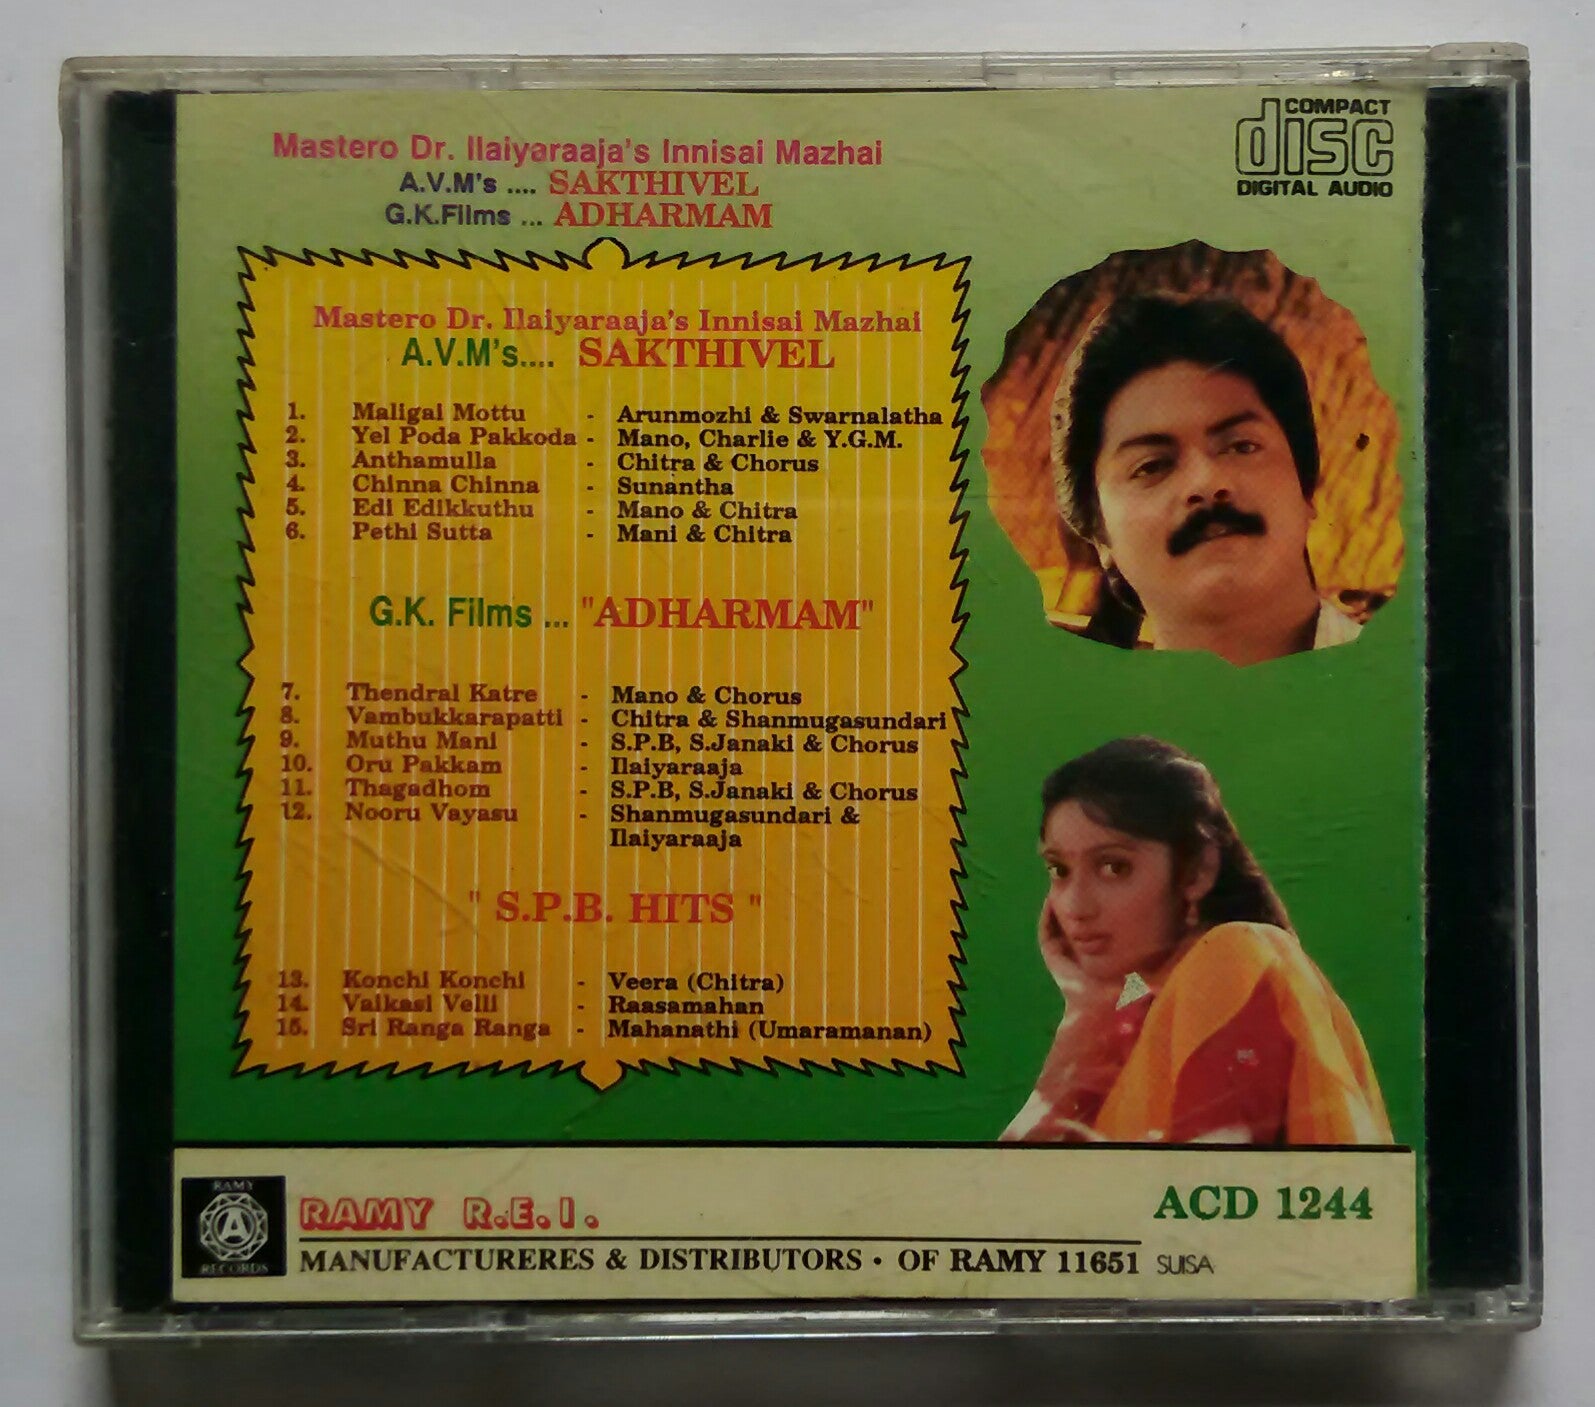 COMPACT
disc
DIGITAL AUDIO
Mastero Dr. Ilaiyaraaja's Innisai Mazhai
A.V.M's .... SAKTHIVEL
G.K.Films ... ADHARMAM
Mastero Dr. Ilaiyaraaja's Innisai Mazhai
A.V.M's.... SAKTHIVEL
1. Maligai Mottu - Arunmozhi & Swarnalatha
2. Yel Poda Pakkoda - Mano, Charlie & Y.G.M.
3. Anthamulla - Chitra & Chorus
4. Chinna Chinna - Sunantha
5. Edi Edikkuthu - Mano & Chitra
6. Pethi Sutta - Mani & Chitra
G.K. Films ... "ADHARMAM"
7. Thendral Katre - Mano & Chorus
8. Vambukkarapatti - Chitra & Shanmugasundari
9. Muthu Mani - S.P.B, S.Janaki & Chorus
10. Oru Pakkam - Ilaiyaraaja
11. Thagadhom - S.P.B, S.Janaki & Chorus
12. Nooru Vayasu - Shanmugasundari &
Ilaiyaraaja
" S.P.B. HITS "
13. Konchi Konchi - Veera (Chitra)
14. Vaikasi Velli - Raasamahan
15. Sri Ranga Ranga - Mahanathi (Umaramanan)
RAMY
A
RECORDS
RAMY R.E.I.
ACD 1244
MANUFACTURERES & DISTRIBUTORS · OF RAMY 11651 SUISA